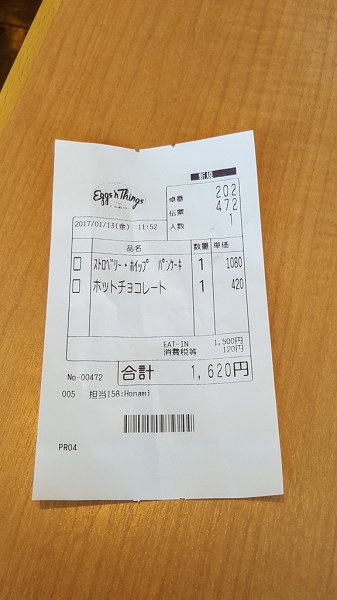 新規
Eggs 'n Things
卓番 202
伝票 472
人数 1
2017/01/13(金) 11:52
品名 数量 単価
ストロベリー・ホイップ パンケーキ 1 1080
ホットチョコレート 1 420
EAT-IN 1,500円
消費税等 120円
合計 1,620円
No-00472
005 担当158:Honami
PR04